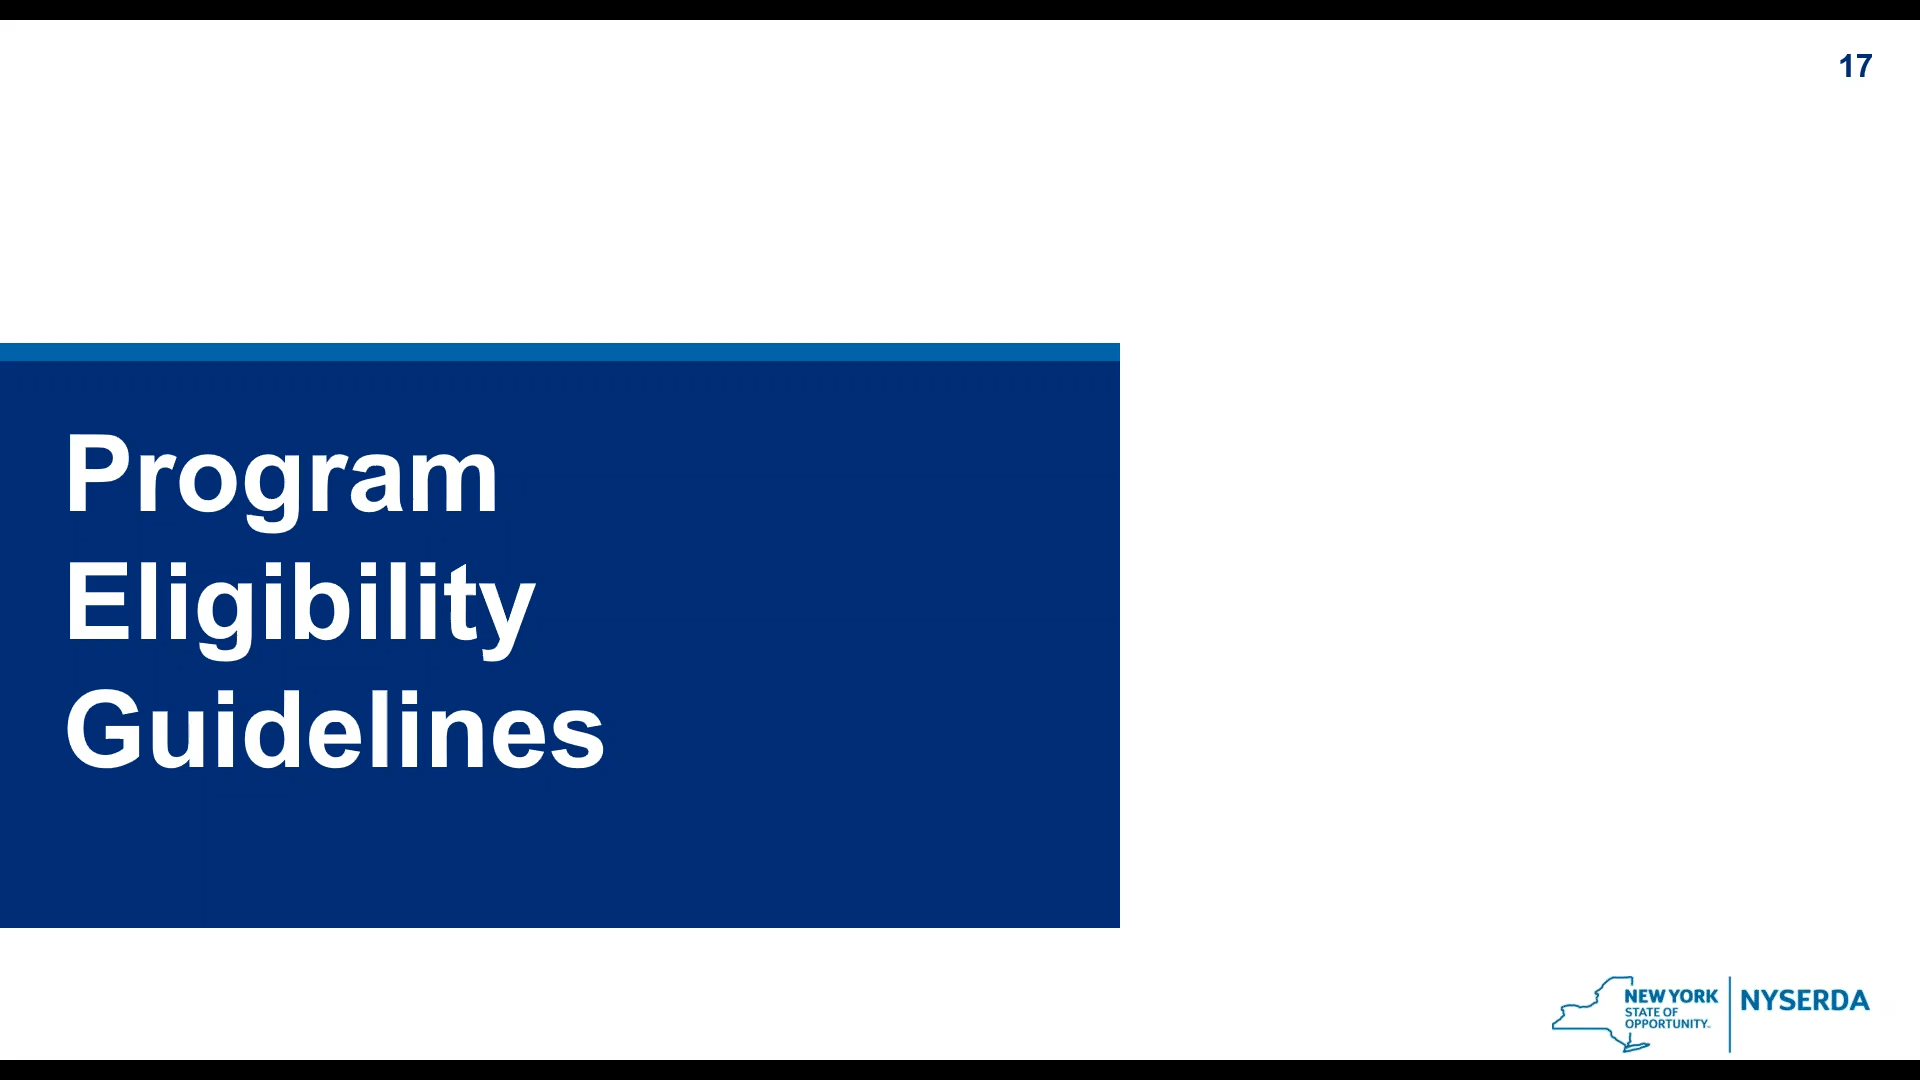 17
Program
Eligibility
Guidelines
NEW YORK
STATE OF
OPPORTUNITY.
NYSERDA